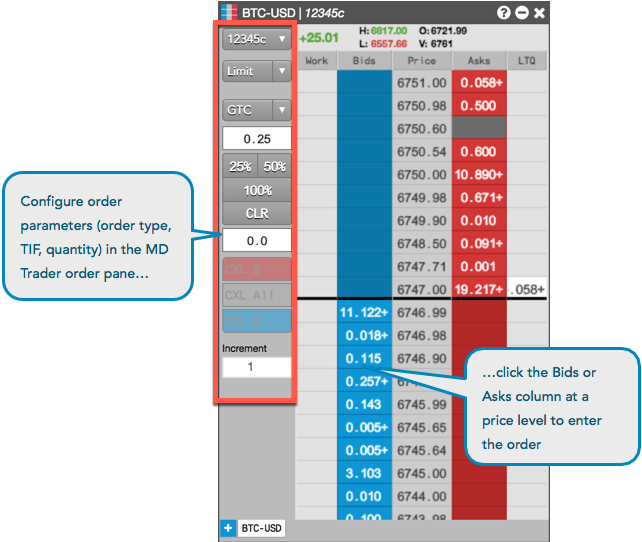 BTC-USD | 12345c
12345c
+25.01
H: 6817.00 O: 6721.99
L: 6557.66 V: 6761
Work Bids Price Asks LTQ
Limit
GTC
0.25
25% 50%
100%
CLR
0.0
CXL All
Increment
1
6751.00 0.058+
6750.98 0.500
6750.60
6750.54 0.600
6750.00 10.890+
6749.98 0.671+
6749.90 0.010
6748.50 0.091+
6747.71 0.001
6747.00 19.217+ .058+
11.122+ 6746.99
0.018+ 6746.98
0.115 6746.90
0.257+
0.143 6745.99
0.005+ 6745.65
0.005+ 6745.64
3.103 6745.00
0.010 6744.00
0.100 6743.98
BTC-USD
Configure order
parameters (order type,
TIF, quantity) in the MD
Trader order pane…
…click the Bids or
Asks column at a
price level to enter
the order